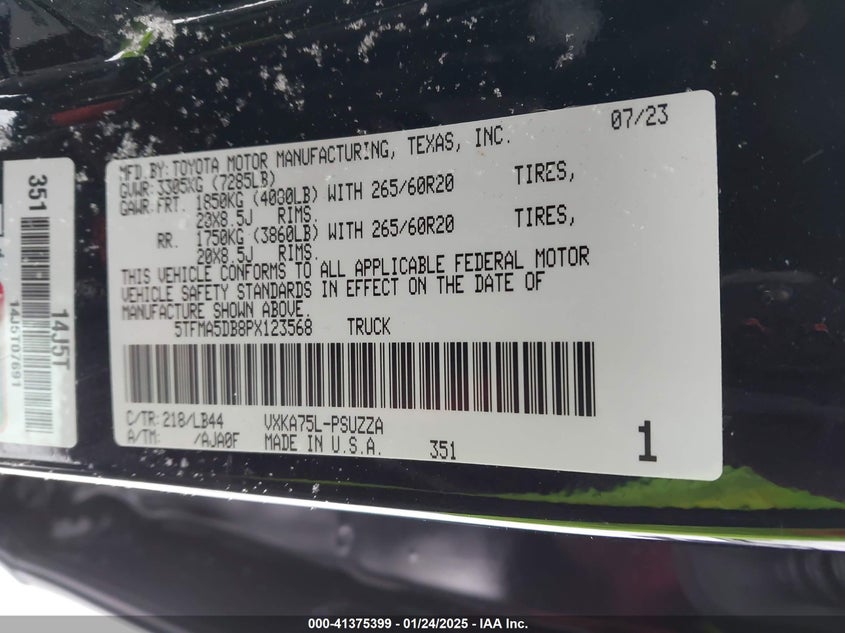 351
14J5T
14J5T07691
07/23
MFD.BY: TOYOTA MOTOR MANUFACTURING, TEXAS, INC.
GVWR: 3305KG (7285LB)
GAWR: FRT. 1850KG (4080LB) WITH 265/60R20 TIRES,
20X8.5J RIMS.
RR. 1750KG (3860LB) WITH 265/60R20 TIRES,
20X8.5J RIMS.
THIS VEHICLE CONFORMS TO ALL APPLICABLE FEDERAL MOTOR
VEHICLE SAFETY STANDARDS IN EFFECT ON THE DATE OF
MANUFACTURE SHOWN ABOVE.
5TFMA5DB8PX123568 TRUCK
C/TR: 218/LB44 VXKA75L-PSUZZA
A/TM: /AJA0F MADE IN U.S.A. 351
1
000-41375399 - 01/24/2025 - IAA Inc.